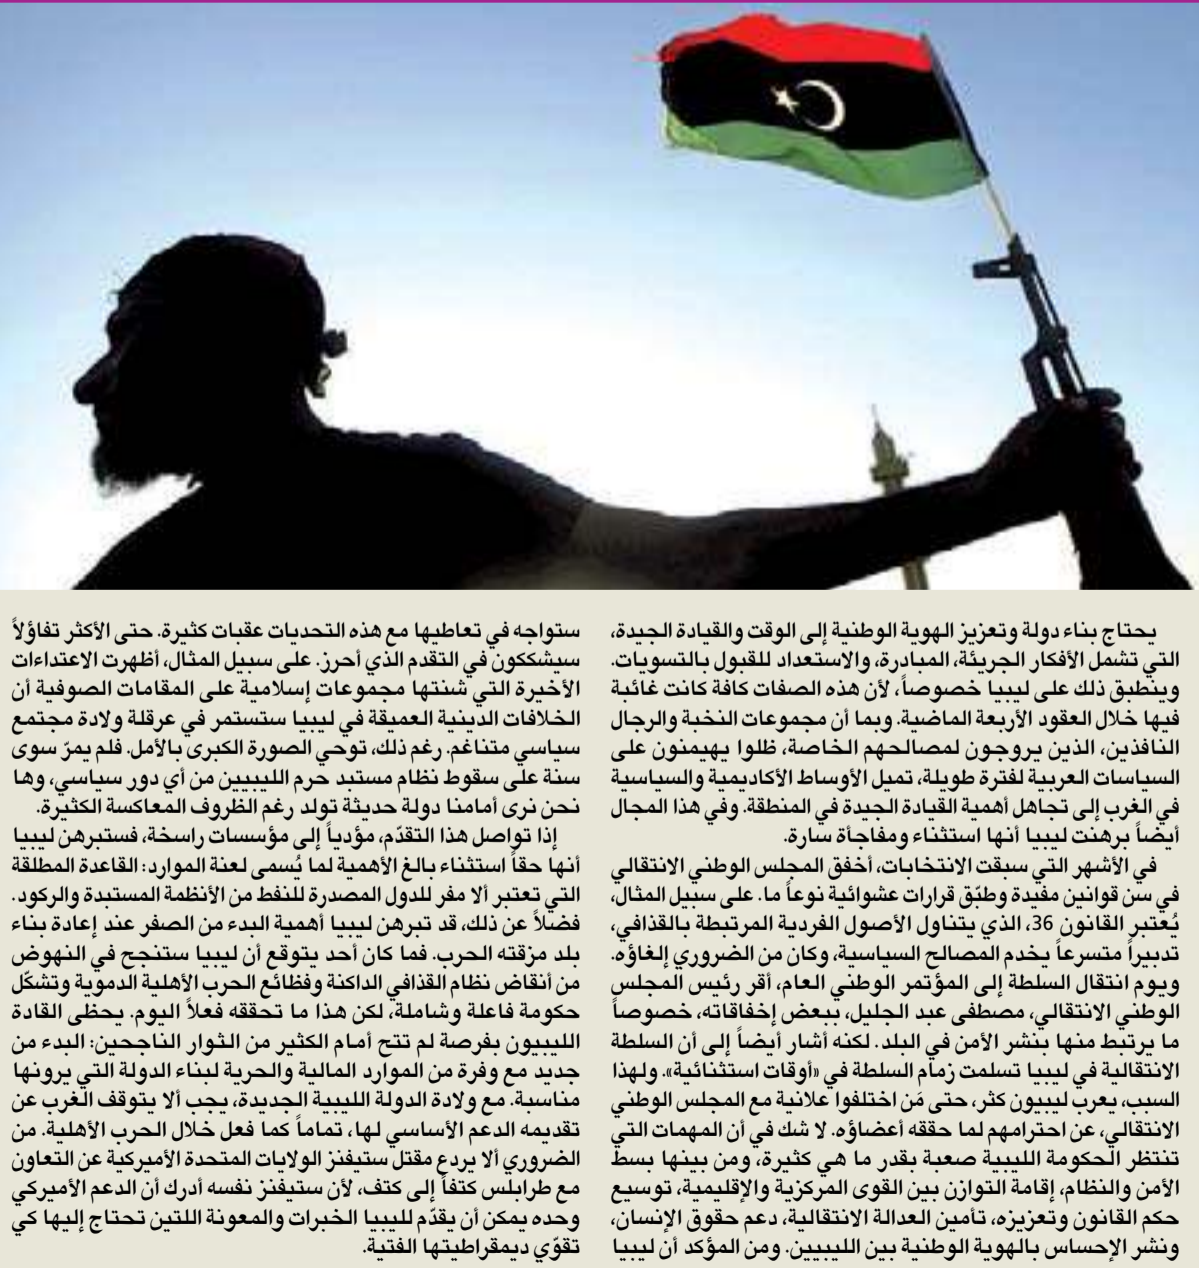 يحتاج بناء دولة وتعزيز الهوية الوطنية إلى الوقت والقيادة الجيدة،
التي تشمل الأفكار الجريئة، المبادرة، والاستعداد للقبول بالتسويات.
وينطبق ذلك على ليبيا خصوصاً، لأن هذه الصفات كافة كانت غائبة
فيها خلال العقود الأربعة الماضية. وبما أن مجموعات النخبة والرجال
النافذين، الذين يروجون لمصالحهم الخاصة، ظلوا يهيمنون على
السياسات العربية لفترة طويلة، تميل الأوساط الأكاديمية والسياسية
في الغرب إلى تجاهل أهمية القيادة الجيدة في المنطقة. وفي هذا المجال
أيضاً برهنت ليبيا أنها استثناء ومفاجأة سارة.
في الأشهر التي سبقت الانتخابات، أخفق المجلس الوطني الانتقالي
في سن قوانين مفيدة وطبّق قرارات عشوائية نوعاً ما. على سبيل المثال،
يُعتبر القانون 36، الذي يتناول الأصول الفردية المرتبطة بالقذافي،
تدبيراً متسرعاً يخدم المصالح السياسية، وكان من الضروري إلغاؤه.
ويوم انتقال السلطة إلى المؤتمر الوطني العام، أقر رئيس المجلس
الوطني الانتقالي، مصطفى عبد الجليل، ببعض إخفاقاته، خصوصاً
ما يرتبط منها بنشر الأمن في البلد. لكنه أشار أيضاً إلى أن السلطة
الانتقالية في ليبيا تسلمت زمام السلطة في «أوقات استثنائية». ولهذا
السبب، يعرب ليبيون كثر، حتى مَن اختلفوا علانية مع المجلس الوطني
الانتقالي، عن احترامهم لما حققه أعضاؤه. لا شك في أن المهمات التي
تنتظر الحكومة الليبية صعبة بقدر ما هي كثيرة، ومن بينها بسط
الأمن والنظام، إقامة التوازن بين القوى المركزية والإقليمية، توسيع
حكم القانون وتعزيزه، تأمين العدالة الانتقالية، دعم حقوق الإنسان،
ونشر الإحساس بالهوية الوطنية بين الليبيين. ومن المؤكد أن ليبيا
ستواجه في تعاطيها مع هذه التحديات عقبات كثيرة. حتى الأكثر تفاؤلاً
سيشككون في التقدم الذي أحرز. على سبيل المثال، أظهرت الاعتداءات
الأخيرة التي شنتها مجموعات إسلامية على المقامات الصوفية أن
الخلافات الدينية العميقة في ليبيا ستستمر في عرقلة ولادة مجتمع
سياسي متناغم. رغم ذلك، توحي الصورة الكبرى بالأمل. فلم يمرّ سوى
سنة على سقوط نظام مستبد حرم الليبيين من أي دور سياسي، وها
نحن نرى أمامنا دولة حديثة تولد رغم الظروف المعاكسة الكثيرة.
إذا تواصل هذا التقدّم، مؤدياً إلى مؤسسات راسخة، فستبرهن ليبيا
أنها حقاً استثناء بالغ الأهمية لما يُسمى لعنة الموارد: القاعدة المطلقة
التي تعتبر ألا مفر للدول المصدرة للنفط من الأنظمة المستبدة والركود.
فضلاً عن ذلك، قد تبرهن ليبيا أهمية البدء من الصفر عند إعادة بناء
بلد مزقته الحرب. فما كان أحد يتوقع أن ليبيا ستنجح في النهوض
من أنقاض نظام القذافي الداكنة وفظائع الحرب الأهلية الدموية وتشكّل
حكومة فاعلة وشاملة، لكن هذا ما تحققه فعلاً اليوم. يحظى القادة
الليبيون بفرصة لم تتح أمام الكثير من الثوار الناجحين: البدء من
جديد مع وفرة من الموارد المالية والحرية لبناء الدولة التي يرونها
مناسبة. مع ولادة الدولة الليبية الجديدة، يجب ألا يتوقف الغرب عن
تقديمه الدعم الأساسي لها، تماماً كما فعل خلال الحرب الأهلية. من
الضروري ألا يردع مقتل ستيفنز الولايات المتحدة الأميركية عن التعاون
مع طرابلس كتفاً إلى كتف، لأن ستيفنز نفسه أدرك أن الدعم الأميركي
وحده يمكن أن يقدّم لليبيا الخبرات والمعونة اللتين تحتاج إليها كي
تقوّي ديمقراطيتها الفتية.